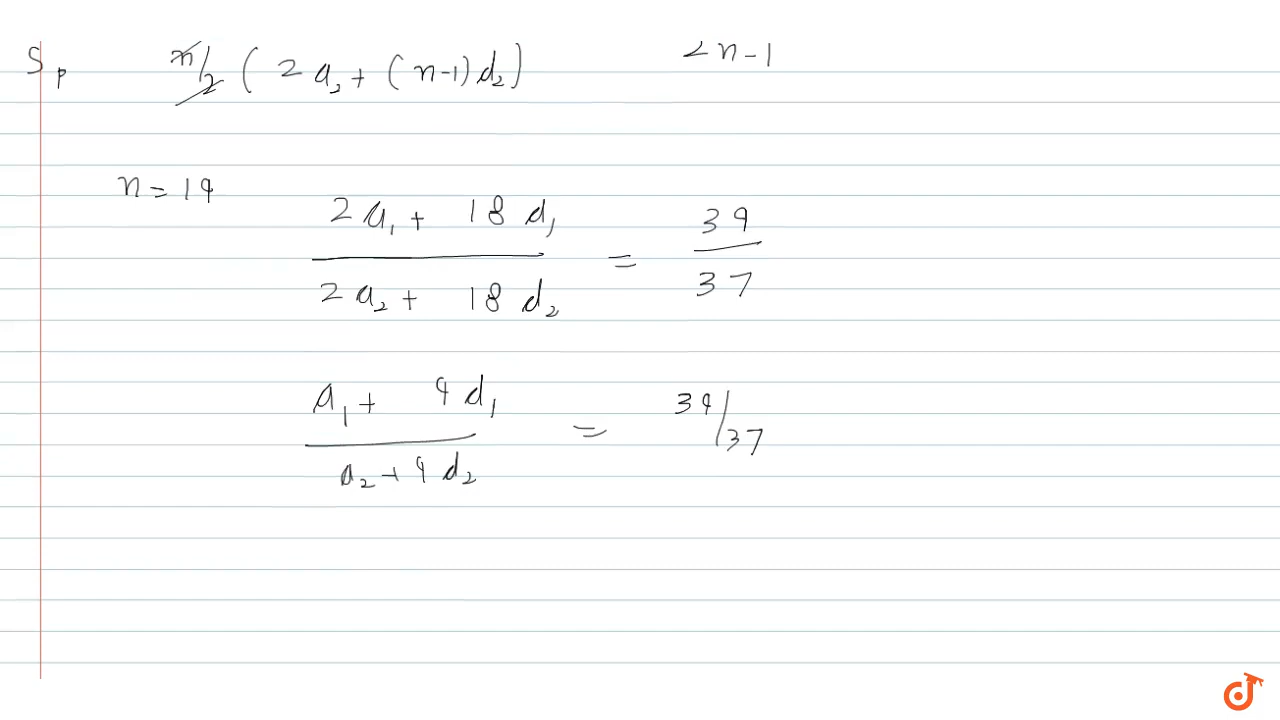 Sp n/2 ( 2a₂ + (n-1) d₂ ) 2n-1
n = 19
2a₁ + 18 d₁
———— = 39/37
2a₂ + 18 d₂
a₁ + 9 d₁
———— = 39/37
a₂ + 9 d₂